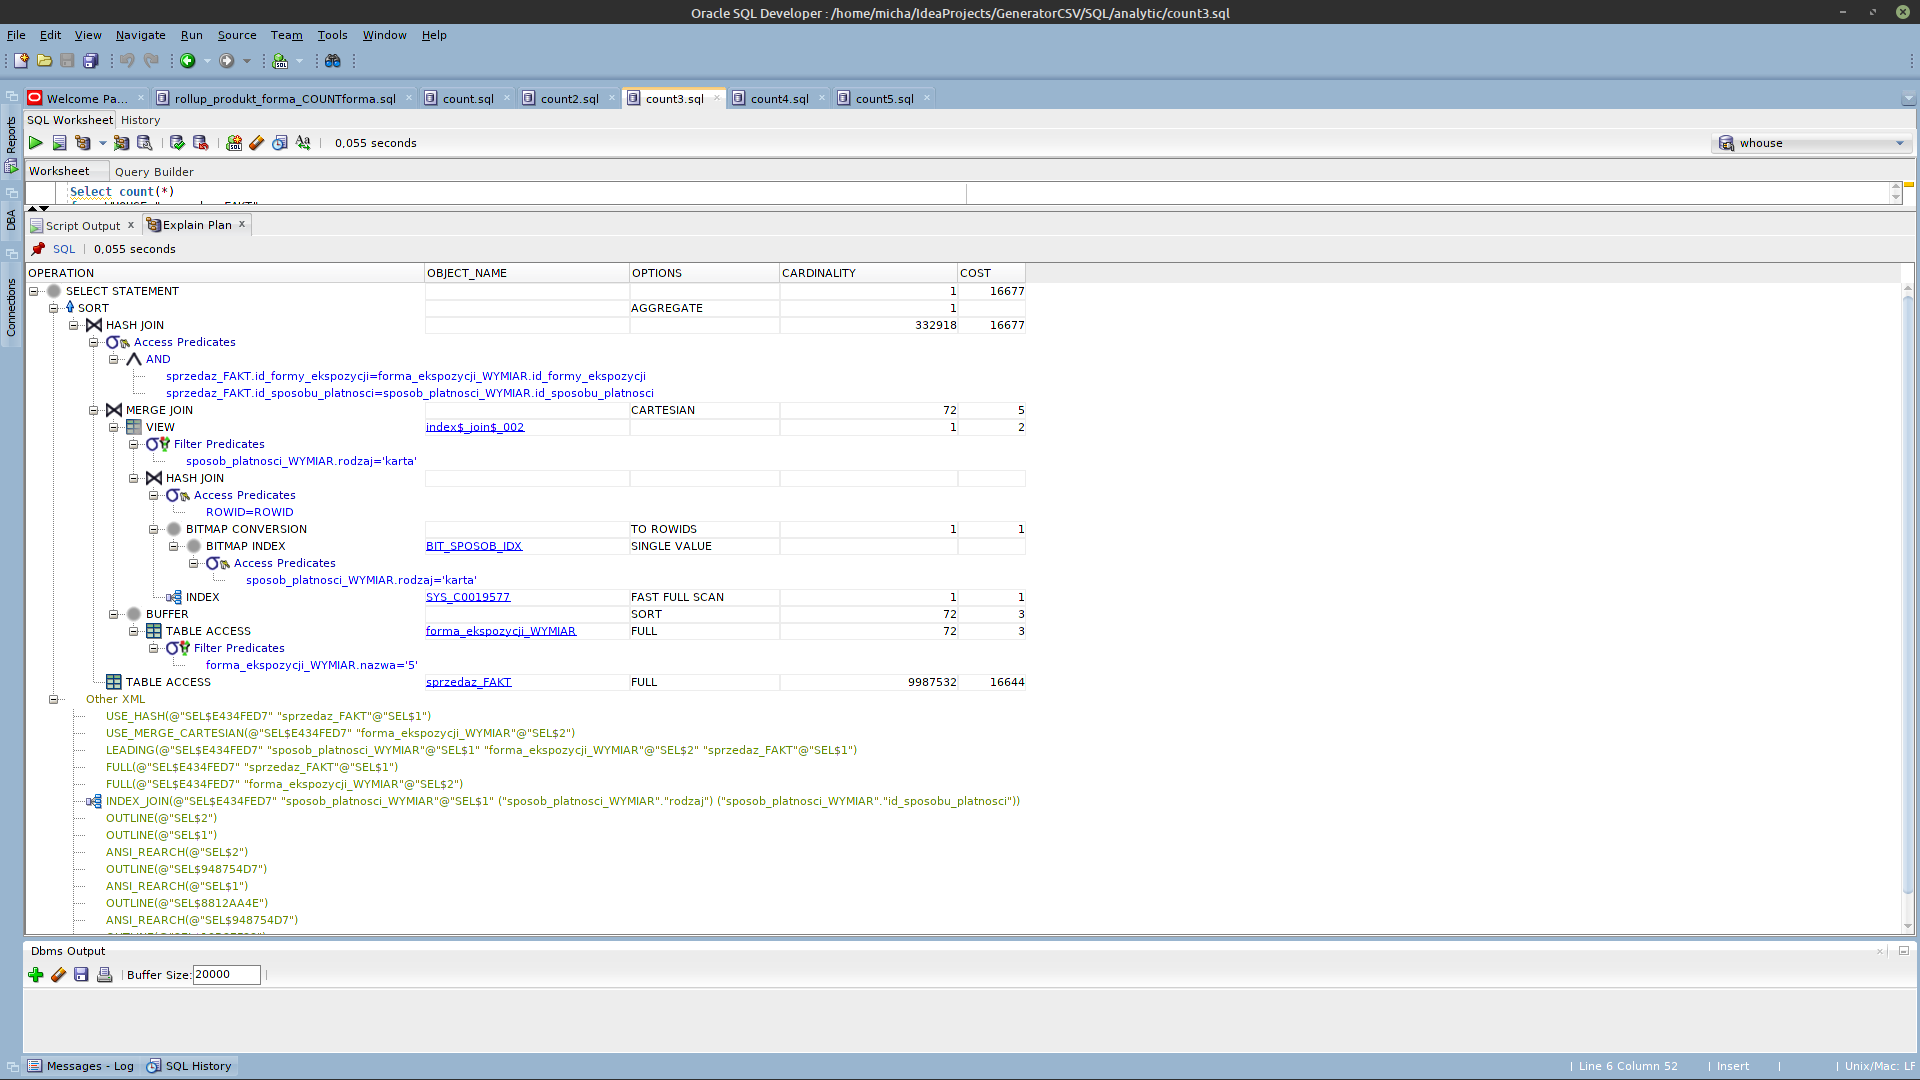 Oracle SQL Developer : /home/micha/IdeaProjects/GeneratorCSV/SQL/analytic/count3.sql
File Edit View Navigate Run Source Team Tools Window Help
Welcome Pa... rollup_produkt_forma_COUNTforma.sql count.sql count2.sql count3.sql count4.sql count5.sql
SQL Worksheet History
0,055 seconds whouse
Worksheet Query Builder
Select count(*)
Reports
DBA
Connections
Script Output x Explain Plan x
SQL 0,055 seconds
OPERATION OBJECT_NAME OPTIONS CARDINALITY COST
SELECT STATEMENT 1 16677
SORT AGGREGATE 1
HASH JOIN 332918 16677
Access Predicates
AND
sprzedaz_FAKT.id_formy_ekspozycji=forma_ekspozycji_WYMIAR.id_formy_ekspozycji
sprzedaz_FAKT.id_sposobu_platnosci=sposob_platnosci_WYMIAR.id_sposobu_platnosci
MERGE JOIN CARTESIAN 72 5
VIEW index$_join$_002 1 2
Filter Predicates
sposob_platnosci_WYMIAR.rodzaj='karta'
HASH JOIN
Access Predicates
ROWID=ROWID
BITMAP CONVERSION TO ROWIDS 1 1
BITMAP INDEX BIT_SPOSOB_IDX SINGLE VALUE
Access Predicates
sposob_platnosci_WYMIAR.rodzaj='karta'
INDEX SYS_C0019577 FAST FULL SCAN 1 1
BUFFER SORT 72 3
TABLE ACCESS forma_ekspozycji_WYMIAR FULL 72 3
Filter Predicates
forma_ekspozycji_WYMIAR.nazwa='5'
TABLE ACCESS sprzedaz_FAKT FULL 9987532 16644
Other XML
USE_HASH(@"SEL$E434FED7" "sprzedaz_FAKT"@"SEL$1")
USE_MERGE_CARTESIAN(@"SEL$E434FED7" "forma_ekspozycji_WYMIAR"@"SEL$2")
LEADING(@"SEL$E434FED7" "sposob_platnosci_WYMIAR"@"SEL$1" "forma_ekspozycji_WYMIAR"@"SEL$2" "sprzedaz_FAKT"@"SEL$1")
FULL(@"SEL$E434FED7" "sprzedaz_FAKT"@"SEL$1")
FULL(@"SEL$E434FED7" "forma_ekspozycji_WYMIAR"@"SEL$2")
INDEX_JOIN(@"SEL$E434FED7" "sposob_platnosci_WYMIAR"@"SEL$1" ("sposob_platnosci_WYMIAR"."rodzaj") ("sposob_platnosci_WYMIAR"."id_sposobu_platnosci"))
OUTLINE(@"SEL$2")
OUTLINE(@"SEL$1")
ANSI_REARCH(@"SEL$2")
OUTLINE(@"SEL$948754D7")
ANSI_REARCH(@"SEL$1")
OUTLINE(@"SEL$8812AA4E")
ANSI_REARCH(@"SEL$948754D7")
Dbms Output
Buffer Size: 20000
Messages - Log SQL History
Line 6 Column 52 Insert Unix/Mac: LF